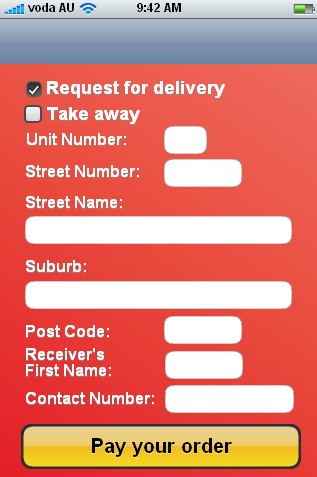 voda AU 9:42 AM
Request for delivery
Take away
Unit Number:
Street Number:
Street Name:
Suburb:
Post Code:
Receiver's
First Name:
Contact Number:
Pay your order